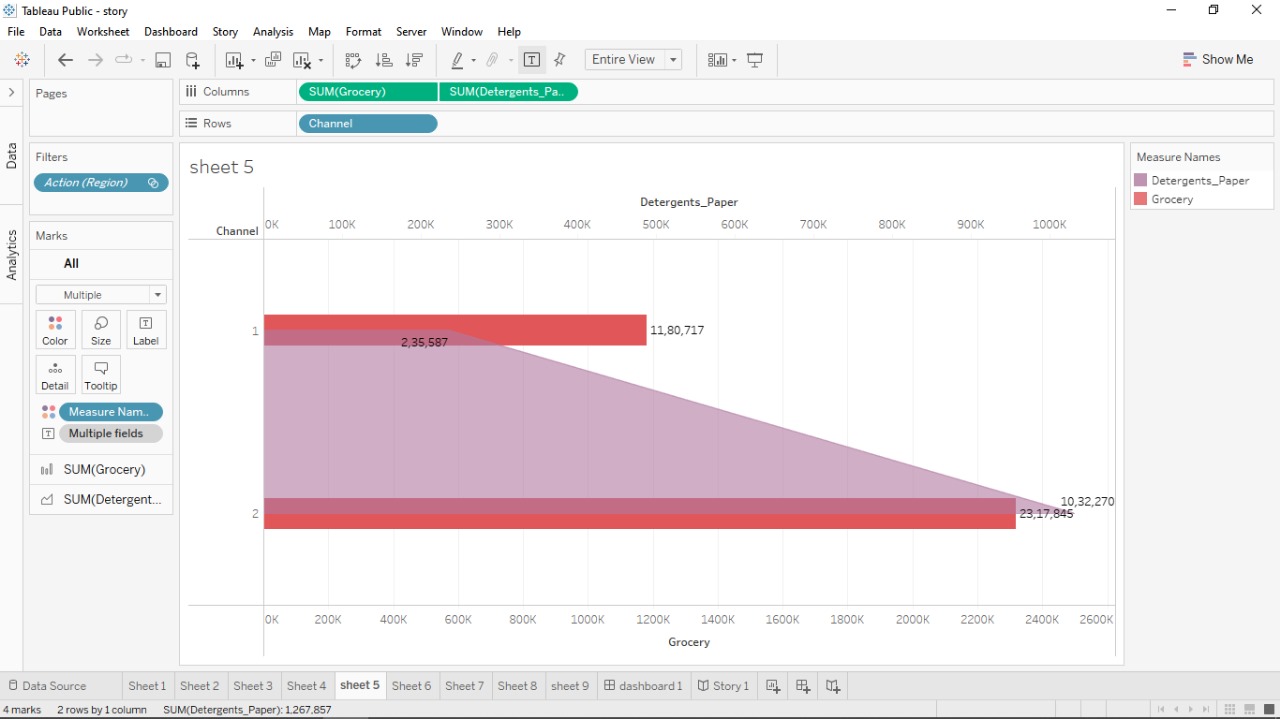 Tableau Public - story
File Data Worksheet Dashboard Story Analysis Map Format Server Window Help
Entire View
Show Me
Pages
Columns SUM(Grocery) SUM(Detergents_Pa..
Rows Channel
Data
Analytics
Filters
Action (Region)
Marks
All
Multiple
Color Size Label
Detail Tooltip
Measure Nam..
Multiple fields
SUM(Grocery)
SUM(Detergent...
sheet 5
Detergents_Paper
Channel 0K 100K 200K 300K 400K 500K 600K 700K 800K 900K 1000K
1 11,80,717
2,35,587
10,32,270
2 23,17,845
0K 200K 400K 600K 800K 1000K 1200K 1400K 1600K 1800K 2000K 2200K 2400K 2600K
Grocery
Measure Names
Detergents_Paper
Grocery
Data Source Sheet 1 Sheet 2 Sheet 3 Sheet 4 sheet 5 Sheet 6 Sheet 7 Sheet 8 sheet 9 dashboard 1 Story 1
4 marks 2 rows by 1 column SUM(Detergents_Paper): 1,267,857